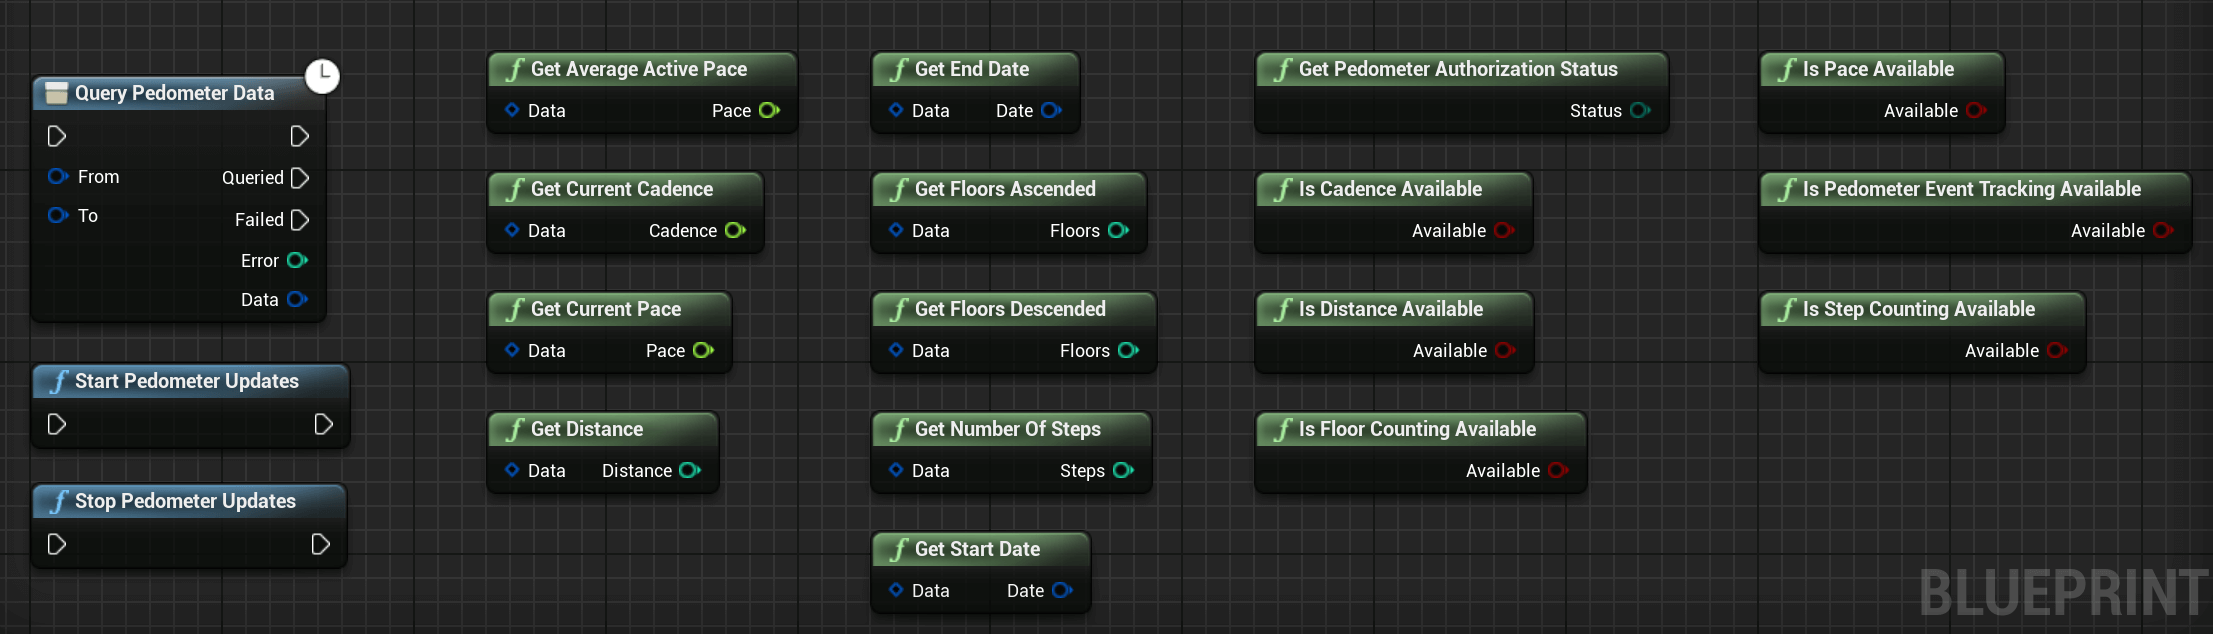 Query Pedometer Data
From
Queried
To
Failed
Error
Data
Start Pedometer Updates
Stop Pedometer Updates
Get Average Active Pace
Data Pace
Get Current Cadence
Data Cadence
Get Current Pace
Data Pace
Get Distance
Data Distance
Get End Date
Data Date
Get Floors Ascended
Data Floors
Get Floors Descended
Data Floors
Get Number Of Steps
Data Steps
Get Start Date
Data Date
Get Pedometer Authorization Status
Status
Is Cadence Available
Available
Is Distance Available
Available
Is Floor Counting Available
Available
Is Pace Available
Available
Is Pedometer Event Tracking Available
Available
Is Step Counting Available
Available
BLUEPRINT